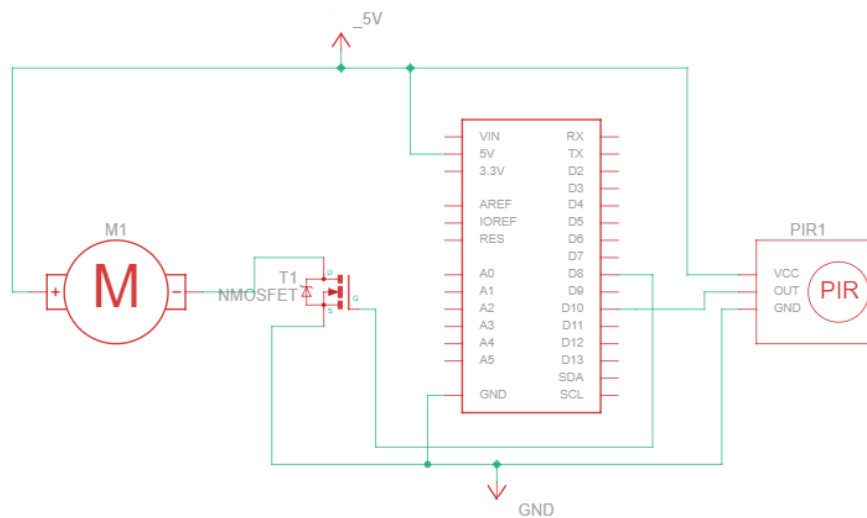 _5V
M1
+
M
-
T1
NMOSFET
D
G
S
VIN
5V
3.3V
AREF
IOREF
RES
A0
A1
A2
A3
A4
A5
GND
RX
TX
D2
D3
D4
D5
D6
D7
D8
D9
D10
D11
D12
D13
SDA
SCL
PIR1
VCC
OUT
GND
PIR
GND